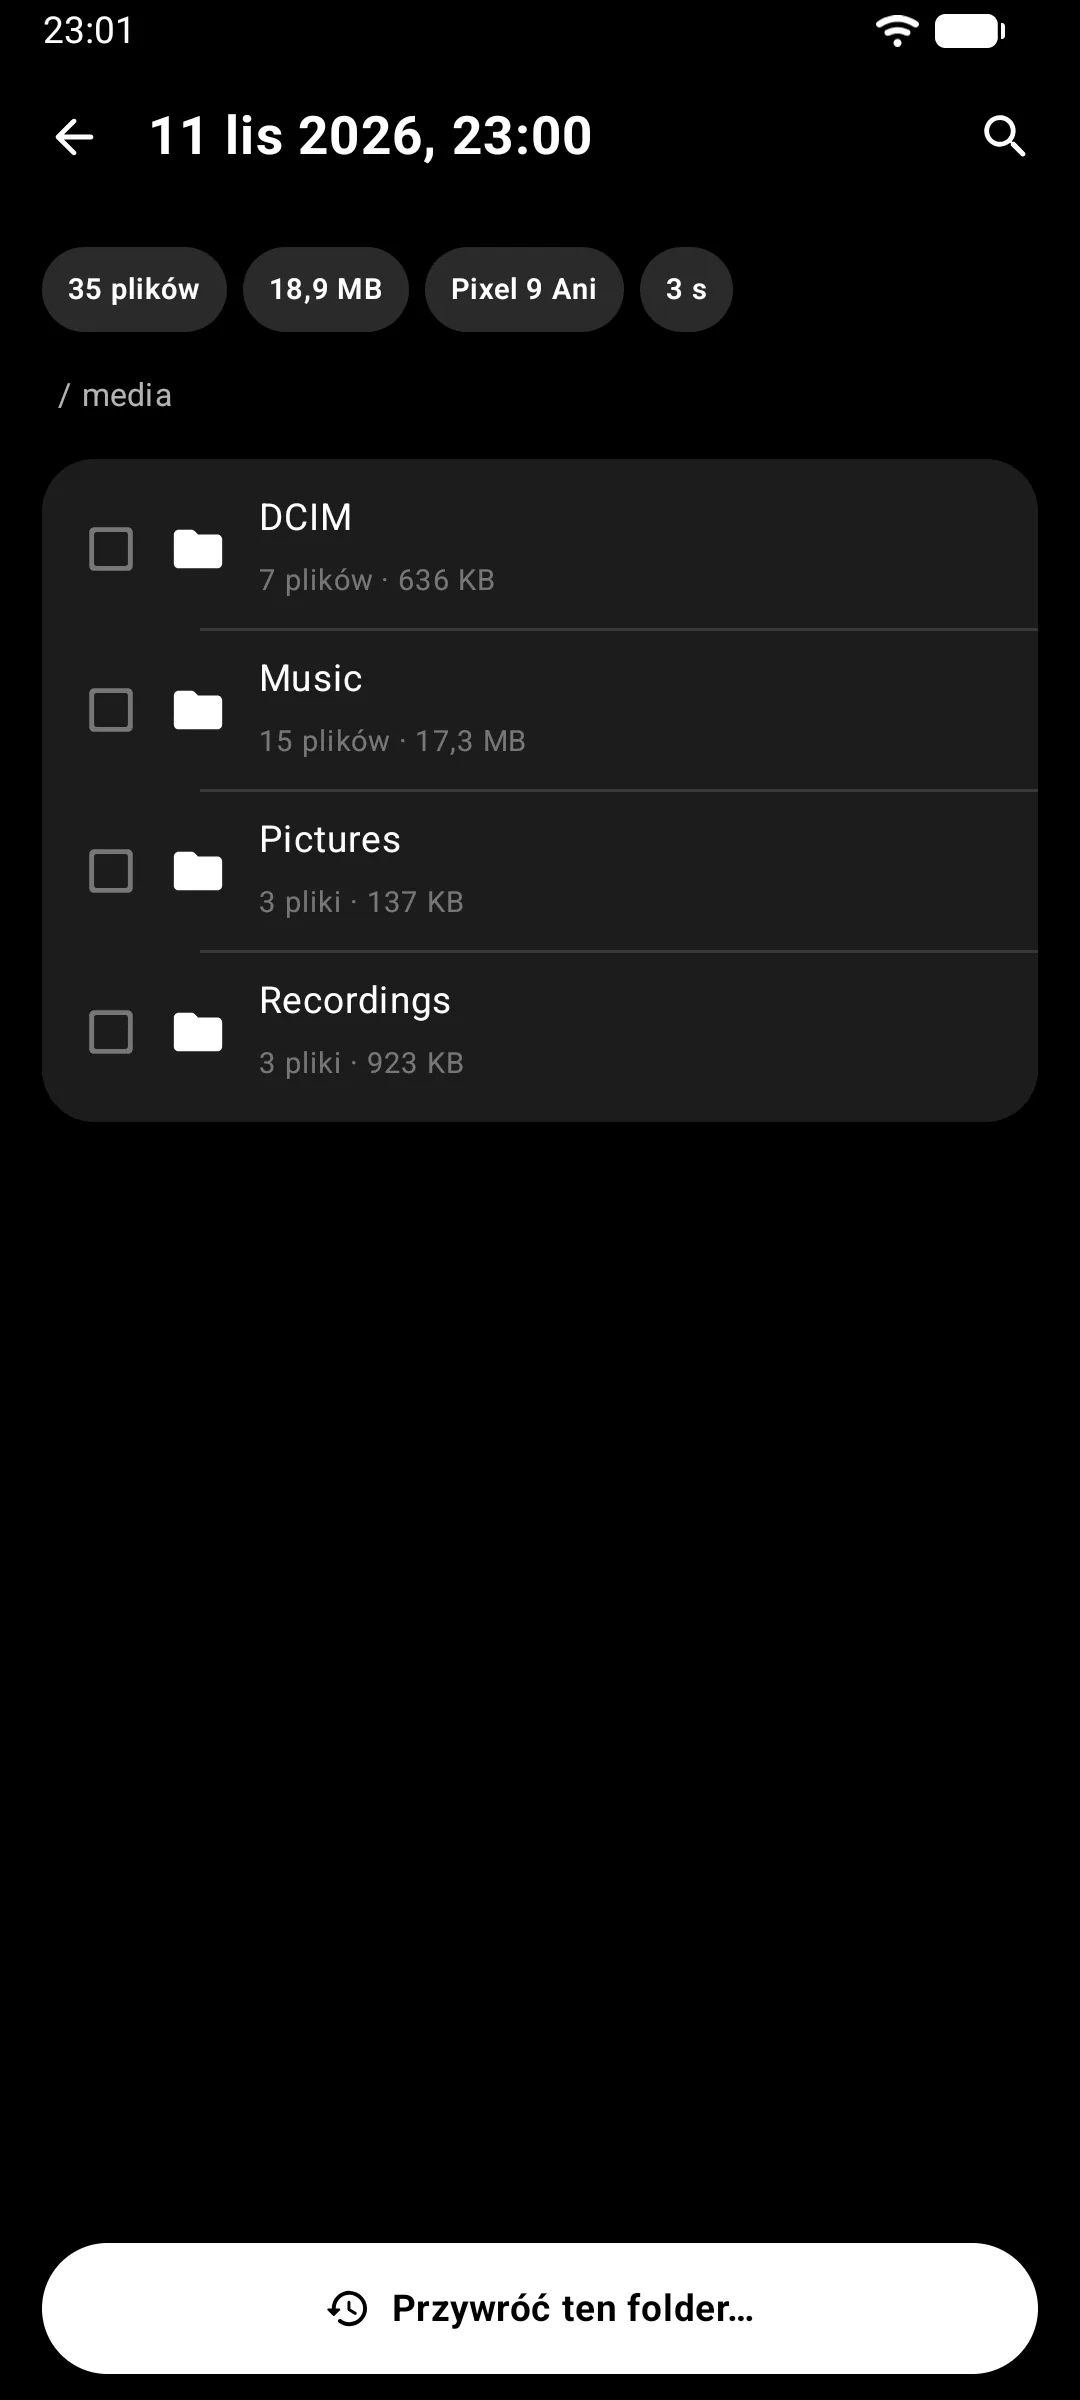 23:01
11 lis 2026, 23:00
35 plików
18,9 MB
Pixel 9 Ani
3 s
/ media
DCIM
7 plików · 636 KB
Music
15 plików · 17,3 MB
Pictures
3 pliki · 137 KB
Recordings
3 pliki · 923 KB
Przywróć ten folder…